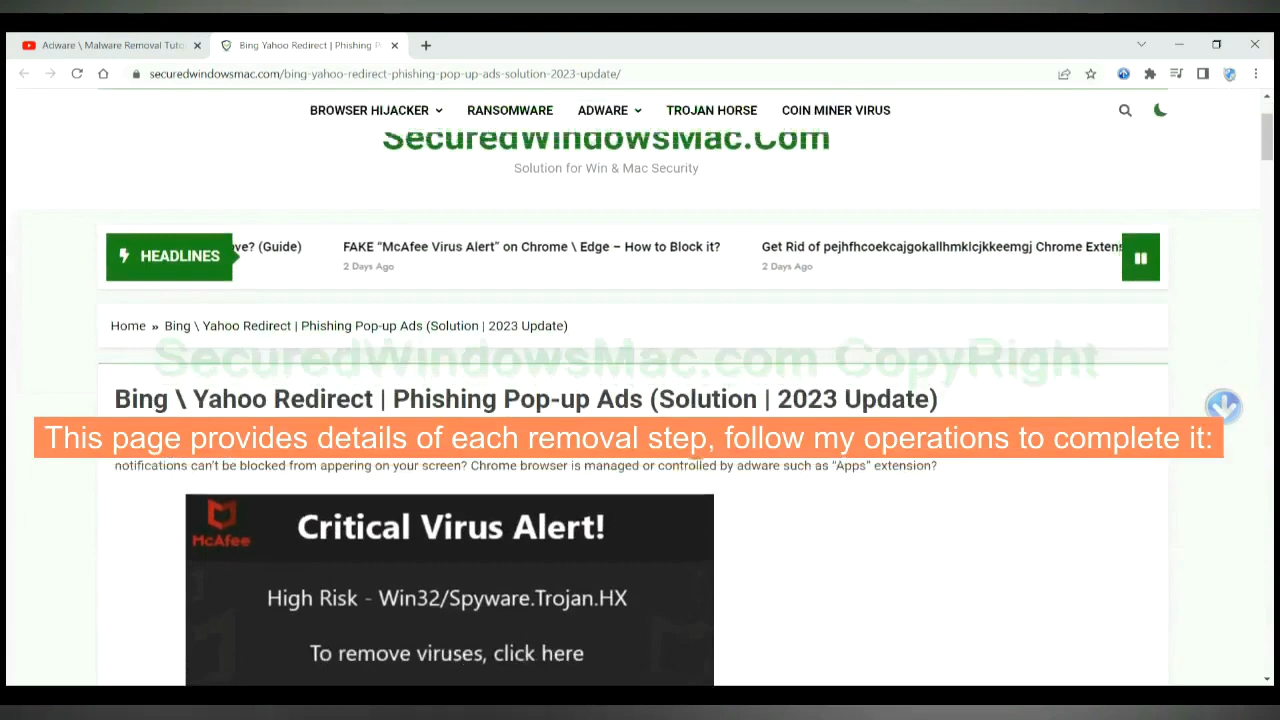 Adware \ Malware Removal Tuto
Bing Yahoo Redirect | Phishing P
securedwindowsmac.com/bing-yahoo-redirect-phishing-pop-up-ads-solution-2023-update/
BROWSER HIJACKER
RANSOMWARE
ADWARE
TROJAN HORSE
COIN MINER VIRUS
SecuredWindowsMac.Com
Solution for Win & Mac Security
HEADLINES
ve? (Guide)
FAKE “McAfee Virus Alert” on Chrome \ Edge – How to Block it?
2 Days Ago
Get Rid of pejhfhcoekcajgokallhmklcjkkeemgj Chrome Exten
2 Days Ago
Home » Bing \ Yahoo Redirect | Phishing Pop-up Ads (Solution | 2023 Update)
SecuredWindowsMac.com CopyRight
Bing \ Yahoo Redirect | Phishing Pop-up Ads (Solution | 2023 Update)
This page provides details of each removal step, follow my operations to complete it:
notifications can’t be blocked from appering on your screen? Chrome browser is managed or controlled by adware such as “Apps” extension?
McAfee
Critical Virus Alert!
High Risk - Win32/Spyware.Trojan.HX
To remove viruses, click here